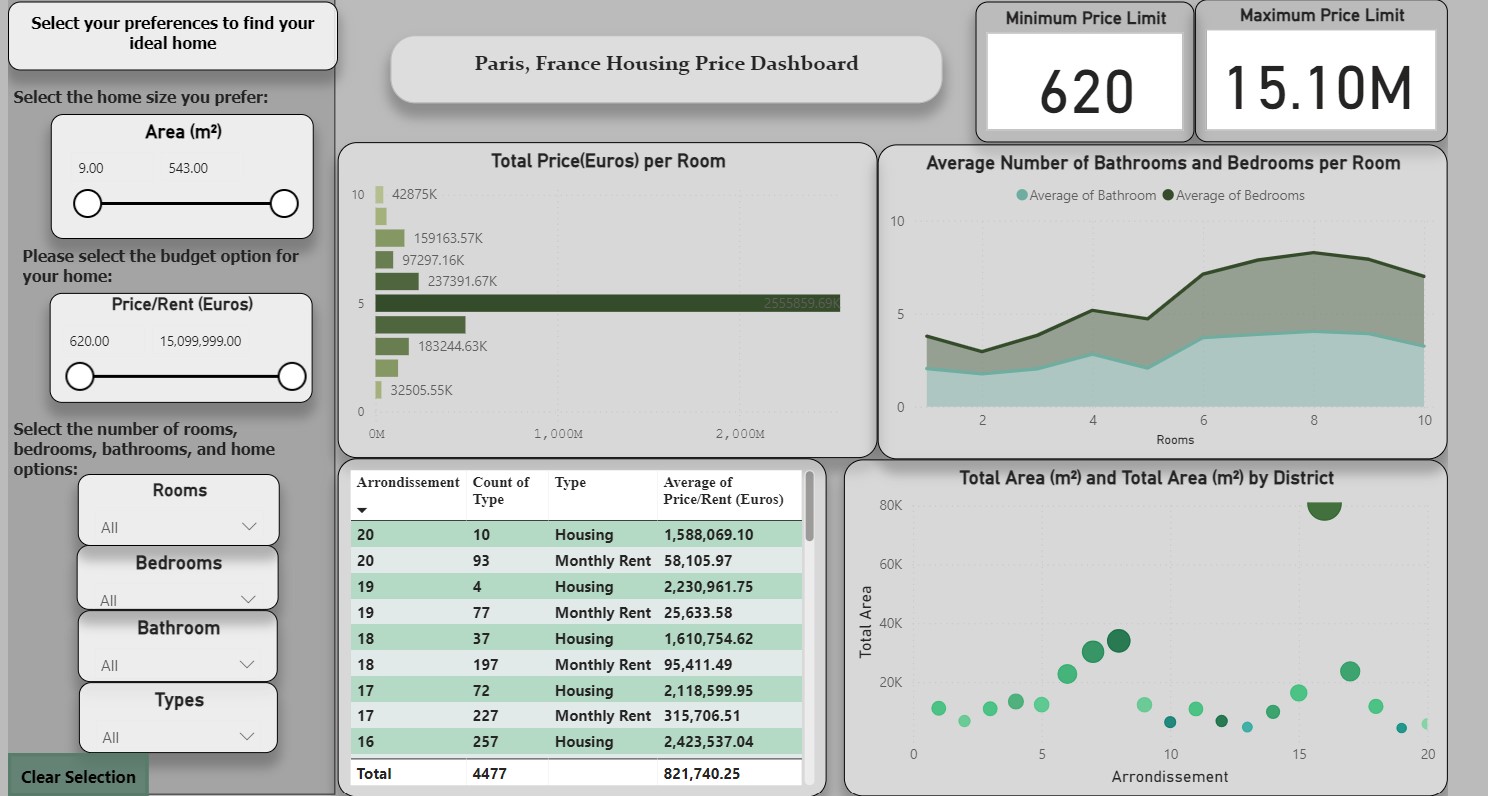 Select your preferences to find your
ideal home
Select the home size you prefer:
Area (m²)
9.00 543.00
Please select the budget option for
your home:
Price/Rent (Euros)
620.00 15,099,999.00
Select the number of rooms,
bedrooms, bathrooms, and home
options:
Rooms
All
Bedrooms
All
Bathroom
All
Types
All
Clear Selection
Paris, France Housing Price Dashboard
Minimum Price Limit
620
Maximum Price Limit
15.10M
Total Price(Euros) per Room
10 42875K
159163.57K
97297.16K
237391.67K
5 2555859.69K
183244.63K
32505.55K
0
0M 1,000M 2,000M
Average Number of Bathrooms and Bedrooms per Room
Average of Bathroom Average of Bedrooms
10
5
0
2 4 6 8 10
Rooms
Arrondissement Count of Type Type Average of Price/Rent (Euros)
20 10 Housing 1,588,069.10
20 93 Monthly Rent 58,105.97
19 4 Housing 2,230,961.75
19 77 Monthly Rent 25,633.58
18 37 Housing 1,610,754.62
18 197 Monthly Rent 95,411.49
17 72 Housing 2,118,599.95
17 227 Monthly Rent 315,706.51
16 257 Housing 2,423,537.04
Total 4477 821,740.25
Total Area (m²) and Total Area (m²) by District
80K
60K
40K
20K
Total Area
0 5 10 15 20
Arrondissement